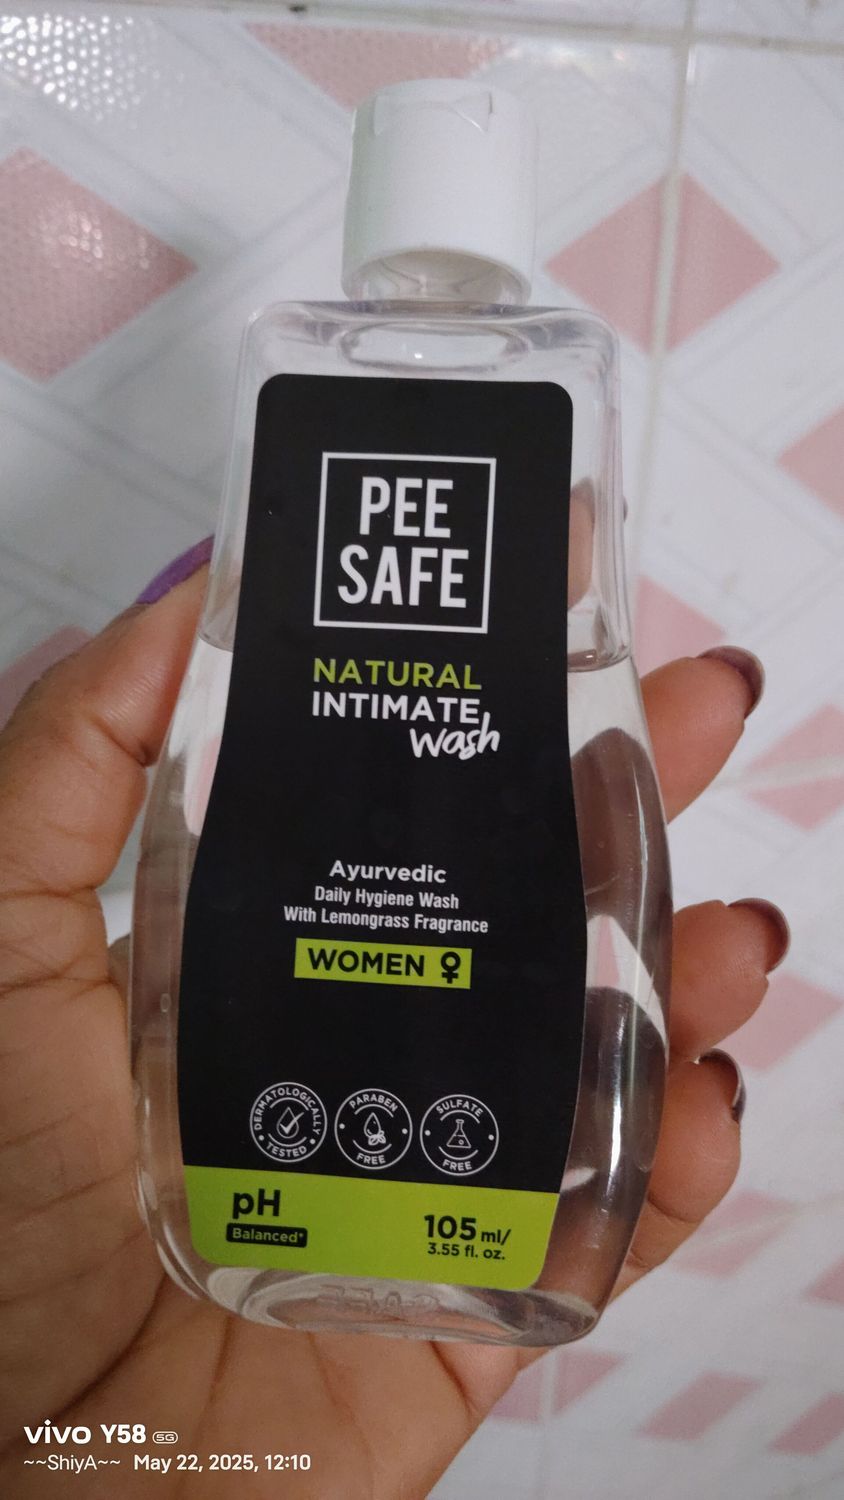 PEE
SAFE
NATURAL
INTIMATE
Wash
Ayurvedic
Daily Hygiene Wash
With Lemongrass Fragrance
WOMEN ♀
DERMATOLOGICALLY TESTED
PARABEN FREE
SULFATE FREE
pH
Balanced*
105 ml/
3.55 fl. oz.
vivo Y58 5G
~~ShiyA~~ May 22, 2025, 12:10